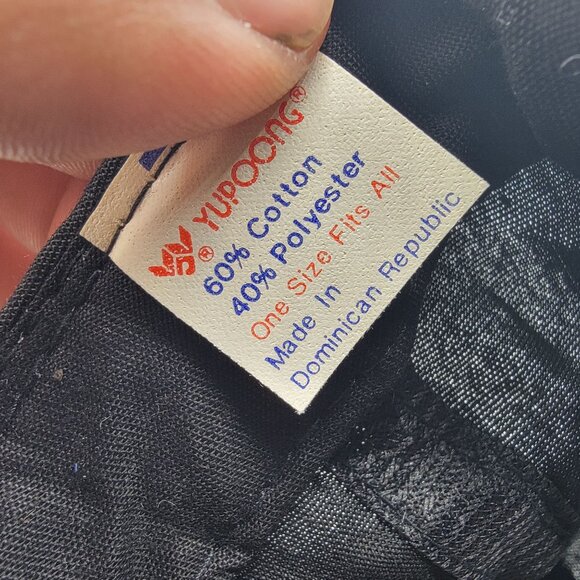 YUPOONG®
®
60% Cotton
40% Polyester
One Size Fits All
Made In
Dominican Republic